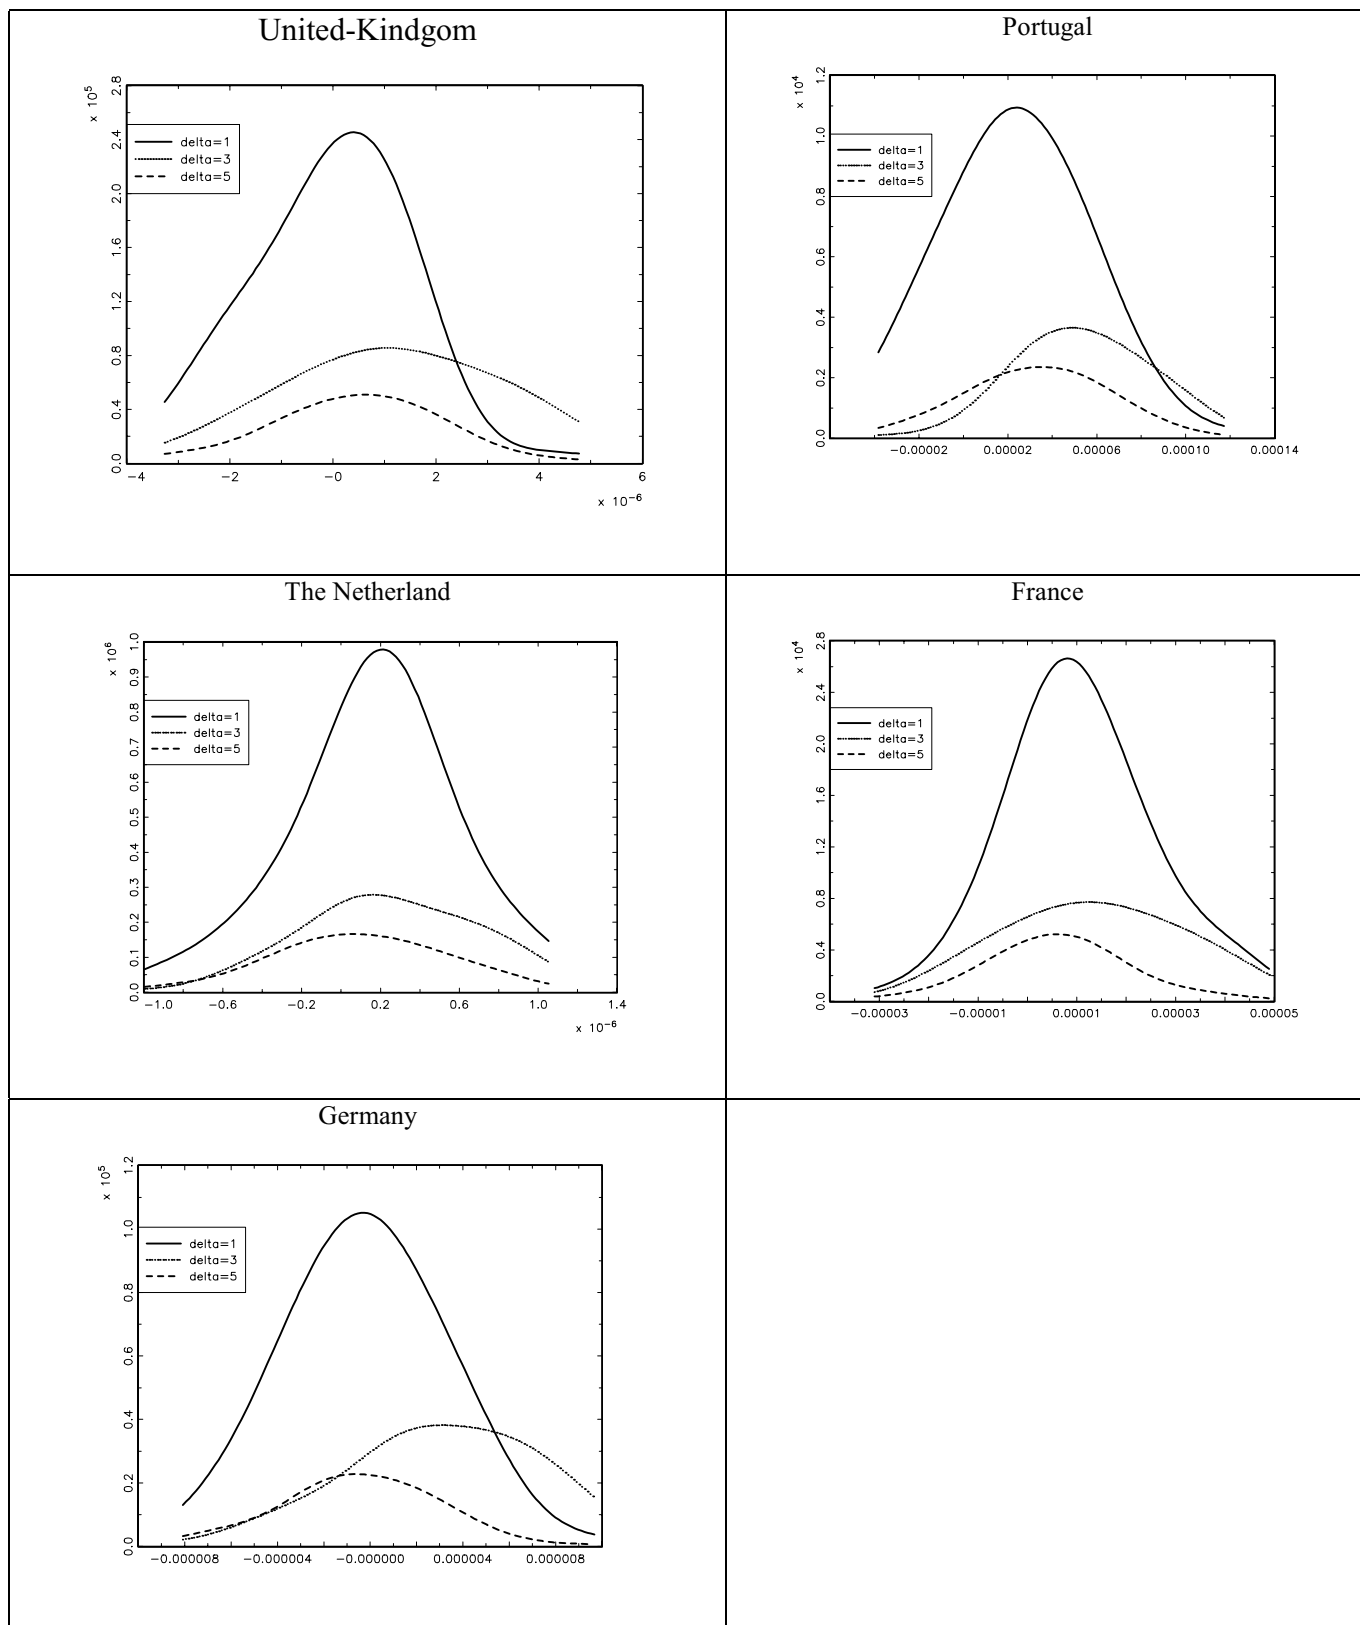 United-Kindgom
x 10^5
2.8
2.4
2.0
1.6
1.2
0.8
0.4
0.0
delta=1
delta=3
delta=5
−4 −2 −0 2 4 6
x 10^-6
Portugal
x 10^4
1.2
1.0
0.8
0.6
0.4
0.2
0.0
delta=1
delta=3
delta=5
−0.00002 0.00002 0.00006 0.00010 0.00014
The Netherland
x 10^6
1.0
0.9
0.8
0.7
0.6
0.5
0.4
0.3
0.2
0.1
0.0
delta=1
delta=3
delta=5
−1.0 −0.6 −0.2 0.2 0.6 1.0 1.4
x 10^-6
France
x 10^4
2.8
2.4
2.0
1.6
1.2
0.8
0.4
0.0
delta=1
delta=3
delta=5
−0.00003 −0.00001 0.00001 0.00003 0.00005
Germany
x 10^5
1.2
1.0
0.8
0.6
0.4
0.2
0.0
delta=1
delta=3
delta=5
−0.000008 −0.000004 −0.000000 0.000004 0.000008